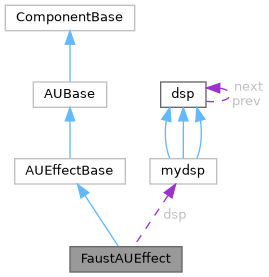 ComponentBase
AUBase
dsp
next
prev
AUEffectBase
mydsp
dsp
FaustAUEffect